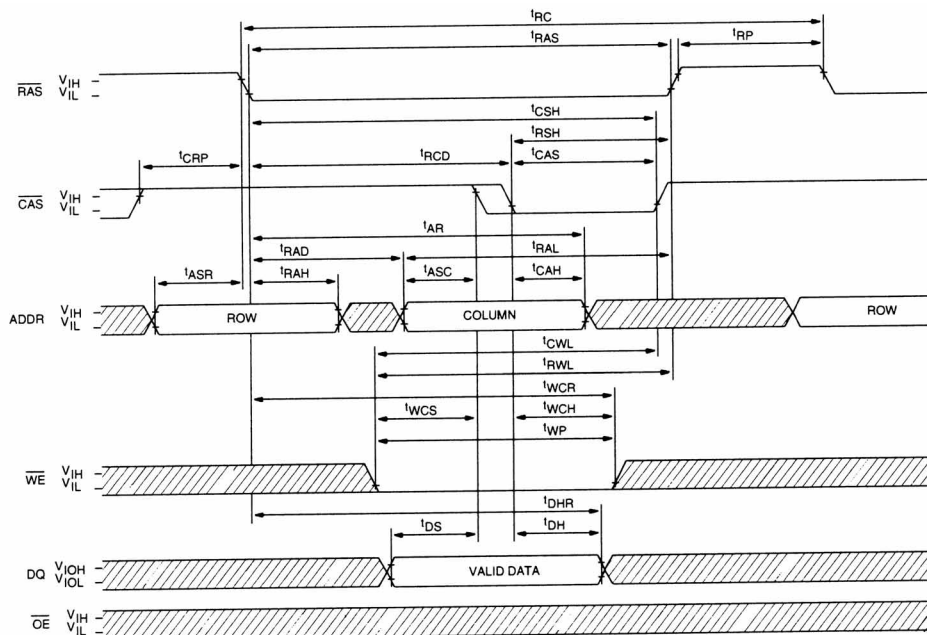 tRC
tRAS
tRP
RAS
VIH
VIL
tCSH
tRSH
tCRP
tRCD
tCAS
CAS
VIH
VIL
tAR
tRAD
tRAL
tASR
tRAH
tASC
tCAH
ADDR
VIH
VIL
ROW
COLUMN
ROW
tCWL
tRWL
tWCR
tWCS
tWCH
tWP
WE
VIH
VIL
tDHR
tDS
tDH
DQ
VIOH
VIOL
VALID DATA
OE
VIH
VIL